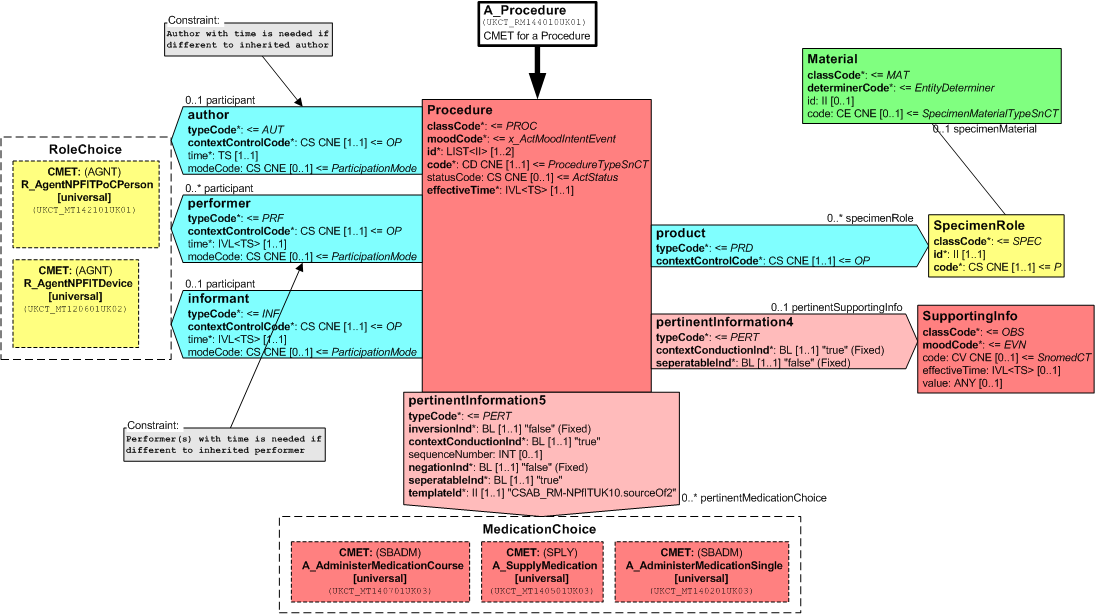 A_Procedure
(UKCT_RM144010UK01)
CMET for a Procedure
Constraint:
Author with time is needed if
different to inherited author
Material
classCode*: <= MAT
determinerCode*: <= EntityDeterminer
id: II [0..1]
code: CE CNE [0..1] <= SpecimenMaterialTypeSnCT
0..1 specimenMaterial
0..1 participant
author
typeCode*: <= AUT
contextControlCode*: CS CNE [1..1] <= OP
time*: TS [1..1]
modeCode: CS CNE [0..1] <= ParticipationMode
Procedure
classCode*: <= PROC
moodCode*: <= x_ActMoodIntentEvent
id*: LIST<II> [1..2]
code*: CD CNE [1..1] <= ProcedureTypeSnCT
statusCode: CS CNE [0..1] <= ActStatus
effectiveTime*: IVL<TS> [1..1]
RoleChoice
CMET: (AGNT)
R_AgentNPFITPoCPerson
[universal]
(UKCT_MT142101UK01)
CMET: (AGNT)
R_AgentNPFITDevice
[universal]
(UKCT_MT120601UK02)
0..* participant
performer
typeCode*: <= PRF
contextControlCode*: CS CNE [1..1] <= OP
time*: IVL<TS> [1..1]
modeCode: CS CNE [0..1] <= ParticipationMode
0..1 participant
informant
typeCode*: <= INF
contextControlCode*: CS CNE [1..1] <= OP
time*: IVL<TS> [1..1]
modeCode: CS CNE [0..1] <= ParticipationMode
0..* specimenRole
product
typeCode*: <= PRD
contextControlCode*: CS CNE [1..1] <= OP
SpecimenRole
classCode*: <= SPEC
id*: II [1..1]
code*: CS CNE [1..1] <= P
0..1 pertinentSupportingInfo
pertinentInformation4
typeCode*: <= PERT
contextConductionInd*: BL [1..1] "true" (Fixed)
seperatableInd*: BL [1..1] "false" (Fixed)
SupportingInfo
classCode*: <= OBS
moodCode*: <= EVN
code: CV CNE [0..1] <= SnomedCT
effectiveTime: IVL<TS> [0..1]
value: ANY [0..1]
Constraint:
Performer(s) with time is needed if
different to inherited performer
pertinentInformation5
typeCode*: <= PERT
inversionInd*: BL [1..1] "false" (Fixed)
contextConductionInd*: BL [1..1] "true"
sequenceNumber: INT [0..1]
negationInd*: BL [1..1] "false" (Fixed)
seperatableInd*: BL [1..1] "true"
templateId*: II [1..1] "CSAB_RM-NPfITUK10.sourceOf2"
0..* pertinentMedicationChoice
MedicationChoice
CMET: (SBADM)
A_AdministerMedicationCourse
[universal]
(UKCT_MT140701UK03)
CMET: (SPLY)
A_SupplyMedication
[universal]
(UKCT_MT140501UK03)
CMET: (SBADM)
A_AdministerMedicationSingle
[universal]
(UKCT_MT140201UK03)